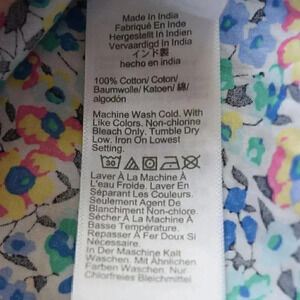 Made In India
Fabriqué En Inde
Hergestellt In Indien
Vervaardigd In India
インド製
hecho en india
100% Cotton/ Coton/
Baumwolle/ Katoen/ 綿/
algodón
Machine Wash Cold. With
Like Colors. Non-chlorine
Bleach Only. Tumble Dry
Low. Iron On Lowest
Setting.
Laver À La Machine À
L'eau Froide. Laver En
Séparant Les Couleurs.
Seulement Agent De
Blanchiment Non-chlore.
Sécher À La Machine À
Basse Température.
Repasser À Fer Doux Si
Nécessaire.
In Der Maschine Kalt
Waschen. Mit Ähnlichen
Farben Waschen. Nur
Chlorfreies Bleichmittel